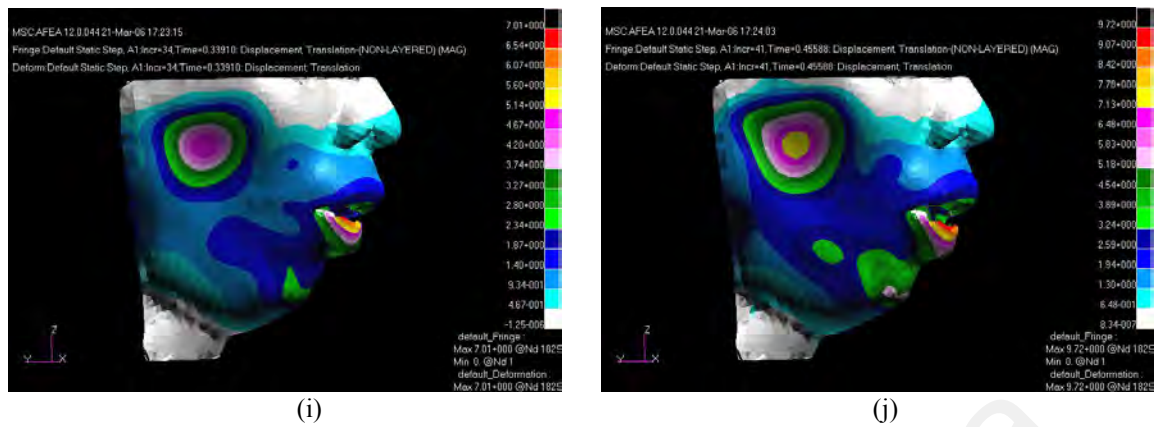 MSC.AFEA 12.0.044 21-Mar-06 17:23:15
Fringe:Default Static Step, A1:Incr=34,Time=0.33910: Displacement, Translation-(NON-LAYERED) (MAG)
Deform:Default Static Step, A1:Incr=34,Time=0.33910: Displacement, Translation
7.01+000
6.54+000
6.07+000
5.60+000
5.14+000
4.67+000
4.20+000
3.74+000
3.27+000
2.80+000
2.34+000
1.87+000
1.40+000
9.34-001
4.67-001
-1.25-006
default_Fringe :
Max 7.01+000 @Nd 1825
Min 0. @Nd 1
default_Deformation :
Max 7.01+000 @Nd 1825
Z
Y X
(i)
MSC.AFEA 12.0.044 21-Mar-06 17:24:03
Fringe:Default Static Step, A1:Incr=41,Time=0.45588: Displacement, Translation-(NON-LAYERED) (MAG)
Deform:Default Static Step, A1:Incr=41,Time=0.45588: Displacement, Translation
9.72+000
9.07+000
8.42+000
7.78+000
7.13+000
6.48+000
5.83+000
5.18+000
4.54+000
3.89+000
2.59+000
1.94+000
1.30+000
6.48-001
8.34-007
default_Fringe :
Max 9.72+000 @Nd 1825
Min 0. @Nd 1
default_Deformation :
Max 9.72+000 @Nd 1825
Z
Y X
(j)